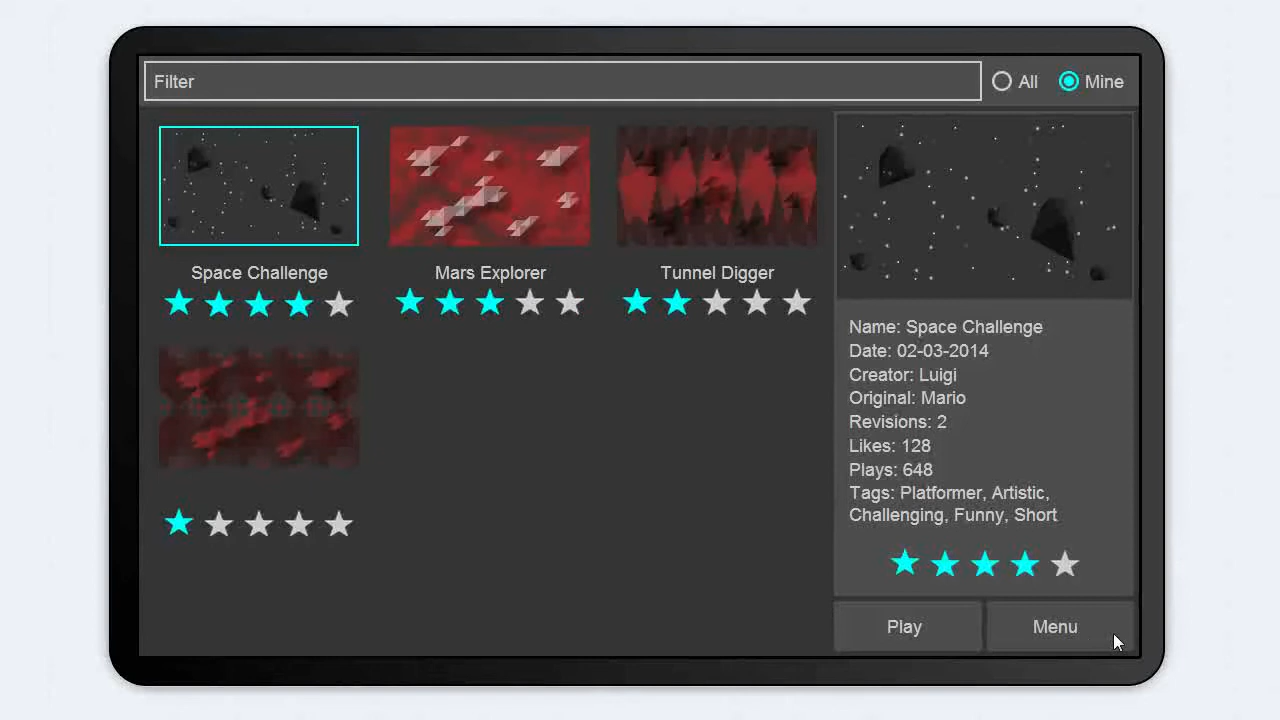 Filter
All
Mine
Space Challenge
Mars Explorer
Tunnel Digger
Name: Space Challenge
Date: 02-03-2014
Creator: Luigi
Original: Mario
Revisions: 2
Likes: 128
Plays: 648
Tags: Platformer, Artistic,
Challenging, Funny, Short
Play
Menu